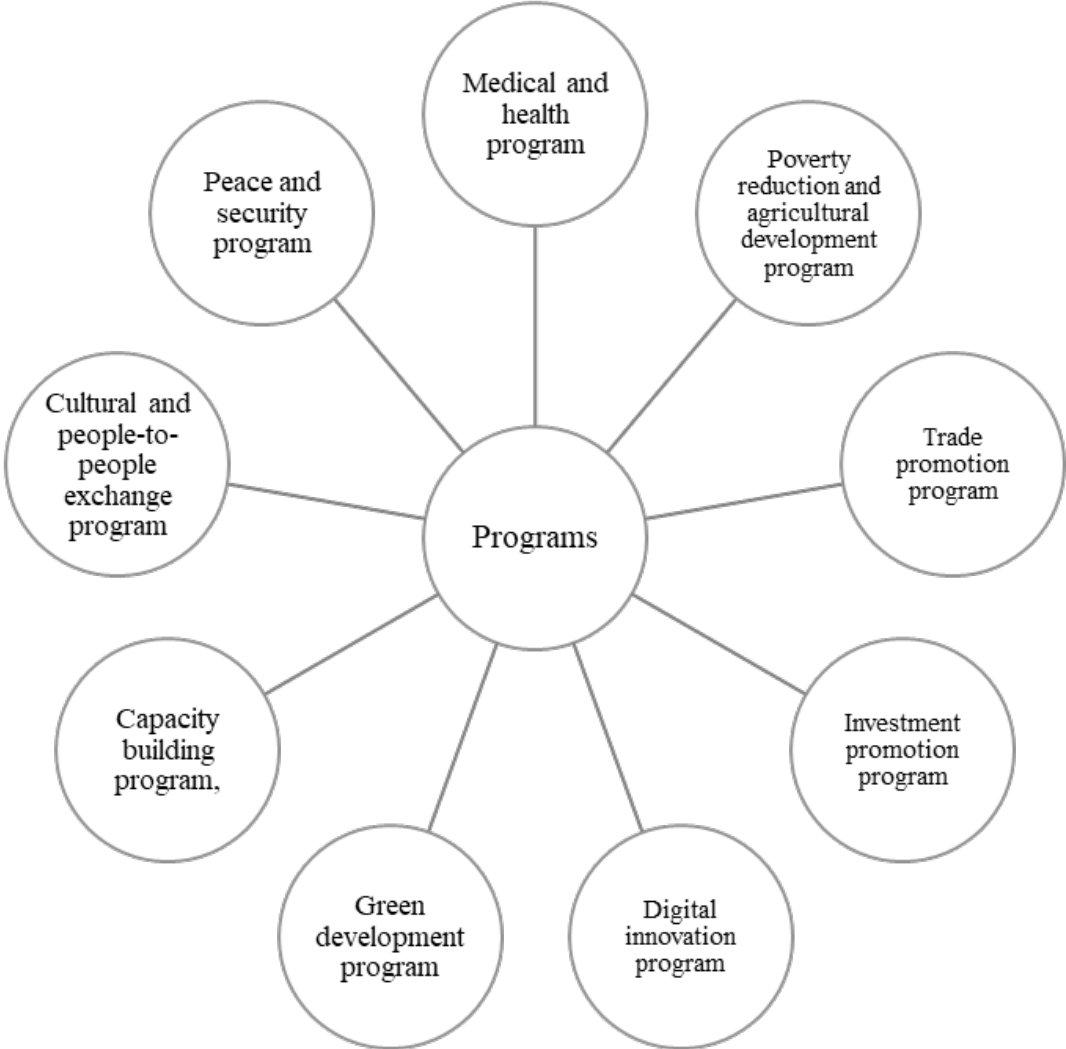 Medical and
health
program
Poverty
reduction and
agricultural
development
program
Trade
promotion
program
Investment
promotion
program
Digital
innovation
program
Green
development
program
Capacity
building
program,
Cultural and
people-to-
people
exchange
program
Peace and
security
program
Programs